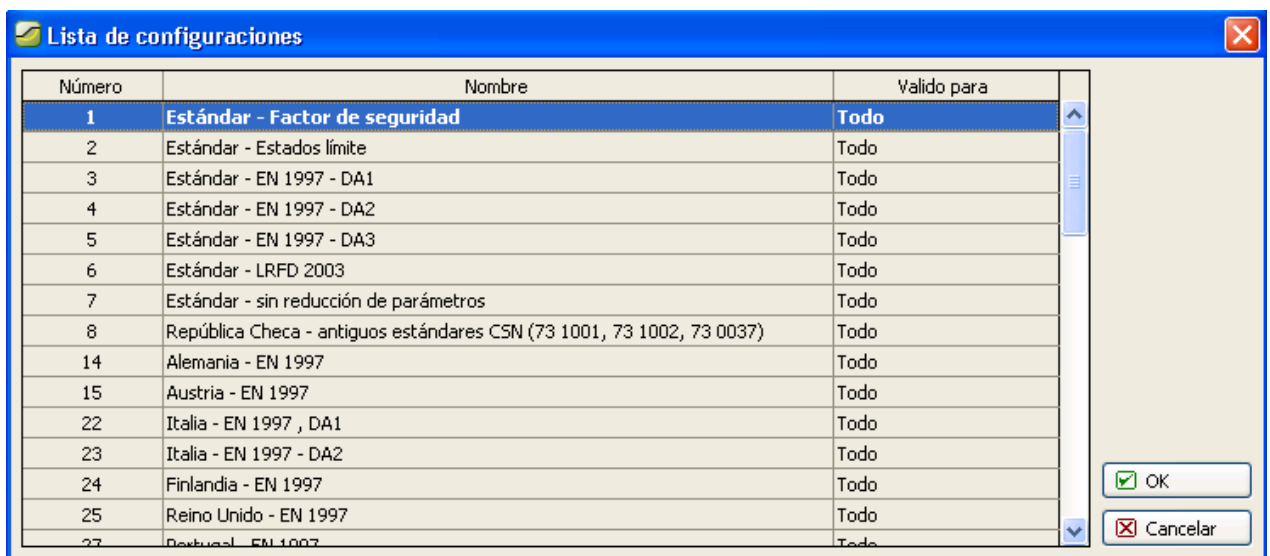 Lista de configuraciones
Número Nombre Valido para
1 Estándar - Factor de seguridad Todo
2 Estándar - Estados límite Todo
3 Estándar - EN 1997 - DA1 Todo
4 Estándar - EN 1997 - DA2 Todo
5 Estándar - EN 1997 - DA3 Todo
6 Estándar - LRFD 2003 Todo
7 Estándar - sin reducción de parámetros Todo
8 República Checa - antiguos estándares CSN (73 1001, 73 1002, 73 0037) Todo
14 Alemania - EN 1997 Todo
15 Austria - EN 1997 Todo
22 Italia - EN 1997 , DA1 Todo
23 Italia - EN 1997 - DA2 Todo
24 Finlandia - EN 1997 Todo
25 Reino Unido - EN 1997 Todo
27 Portugal - EN 1997 Todo
OK
Cancelar